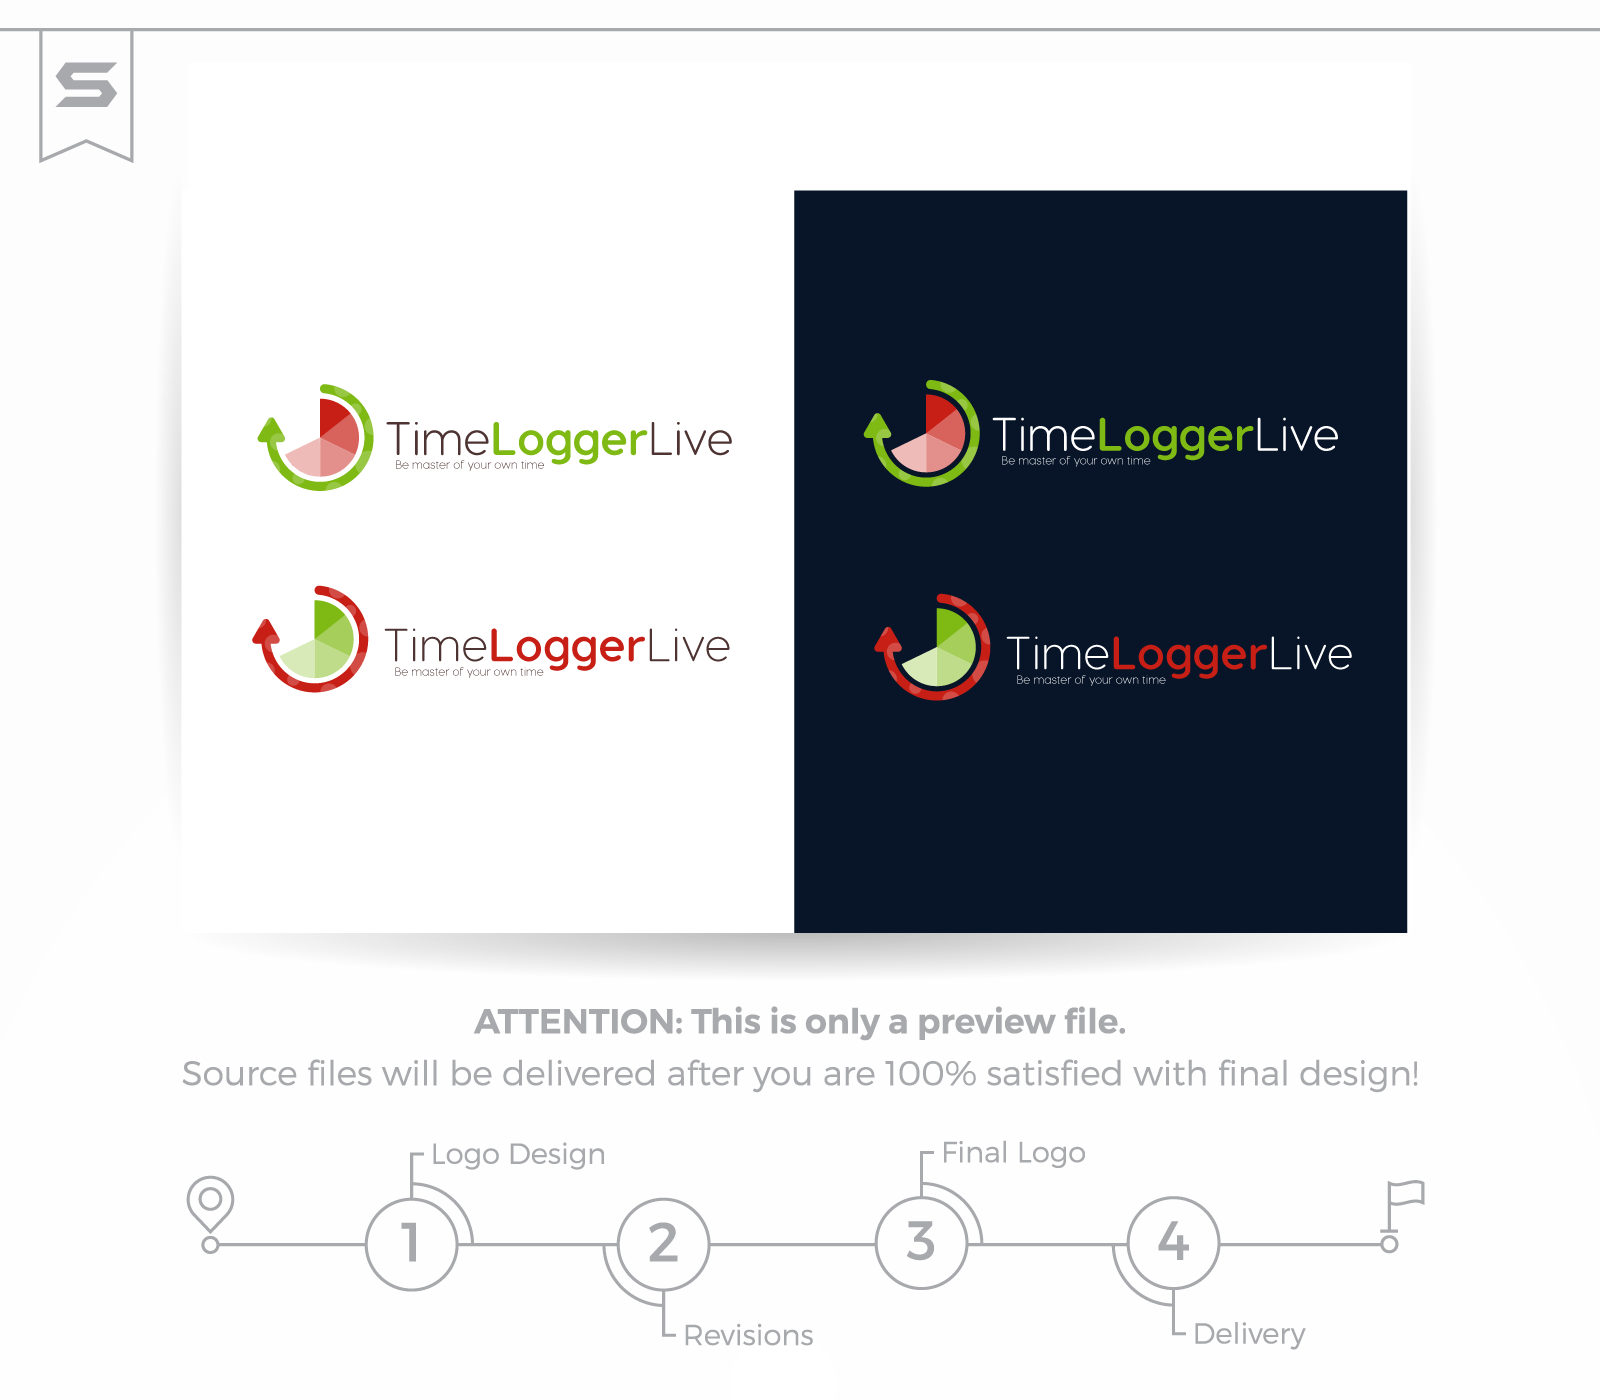 S
TimeLoggerLive
Be master of your own time
TimeLoggerLive
Be master of your own time
TimeLoggerLive
Be master of your own time
TimeLoggerLive
Be master of your own time
ATTENTION: This is only a preview file.
Source files will be delivered after you are 100% satisfied with final design!
Logo Design
Final Logo
1
2
3
4
Revisions
Delivery